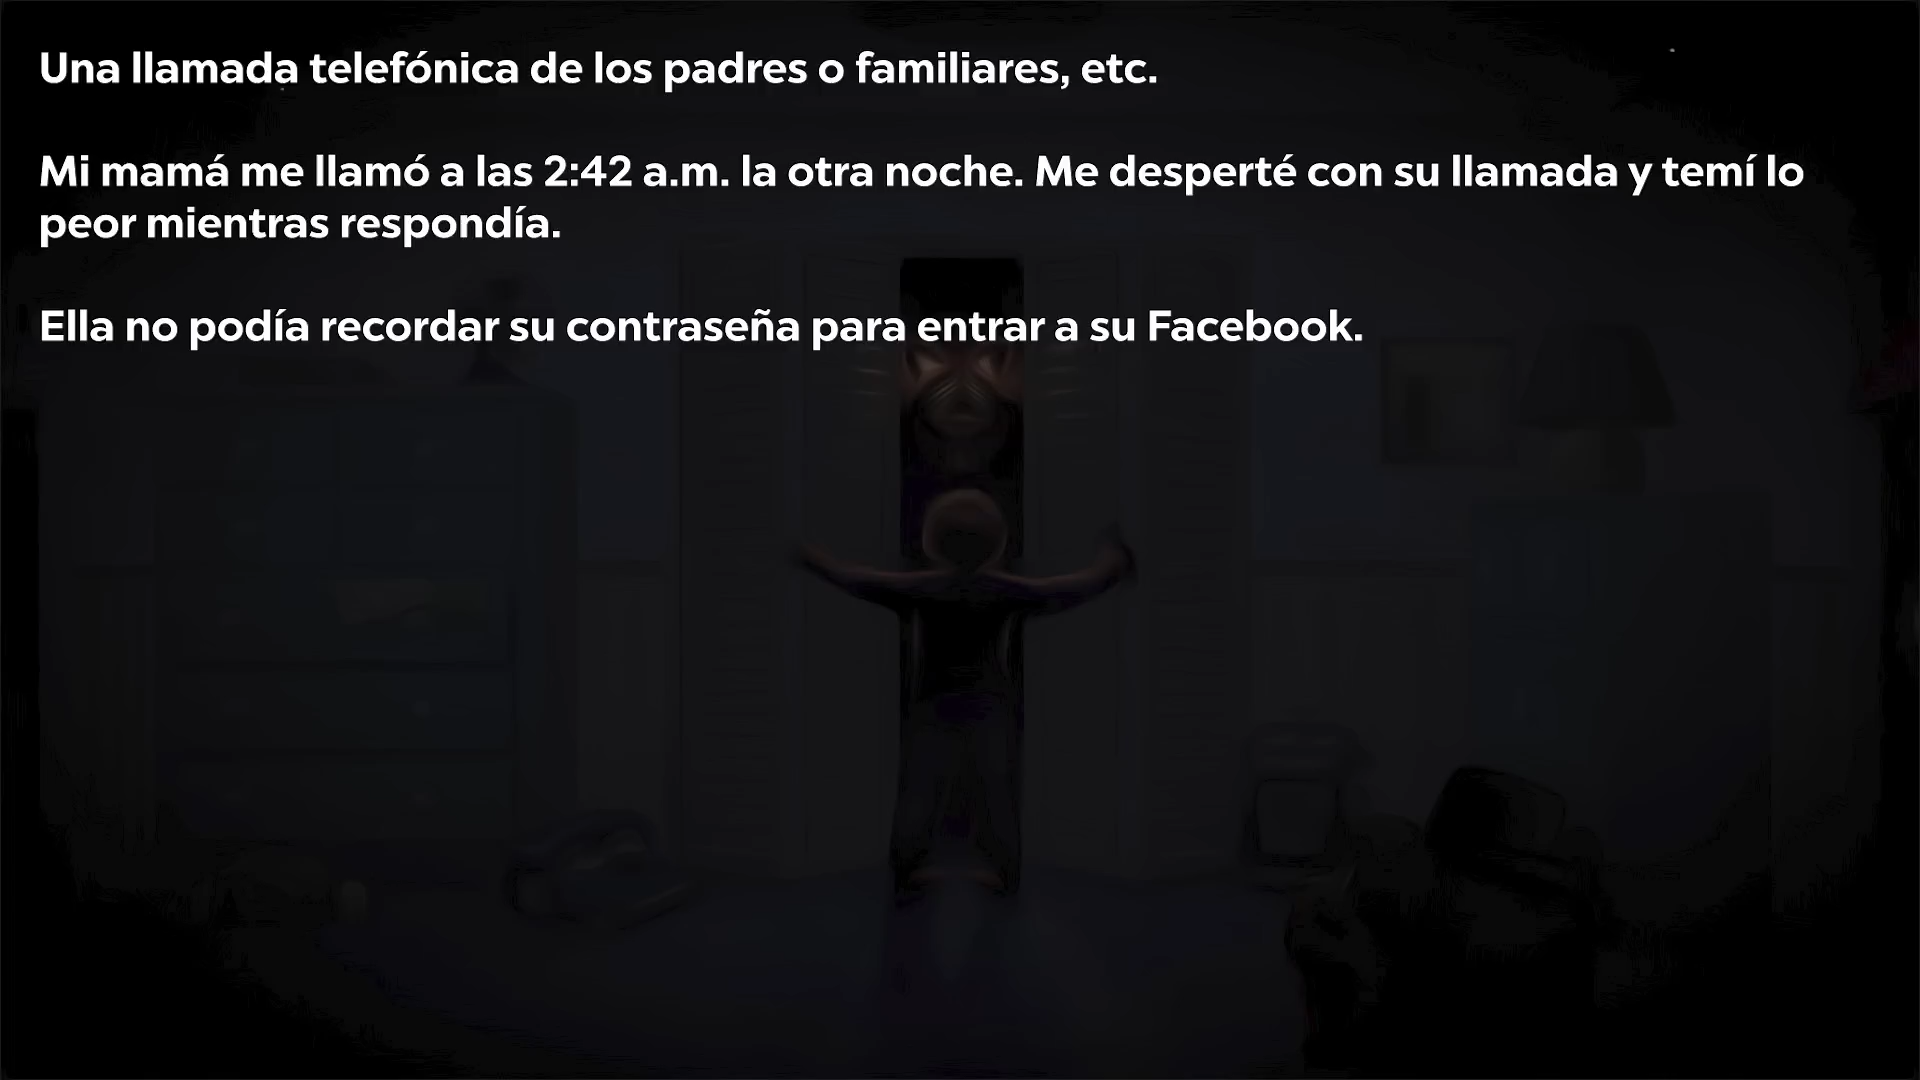 Una llamada telefónica de los padres o familiares, etc.
Mi mamá me llamó a las 2:42 a.m. la otra noche. Me desperté con su llamada y temí lo
peor mientras respondía.
Ella no podía recordar su contraseña para entrar a su Facebook.